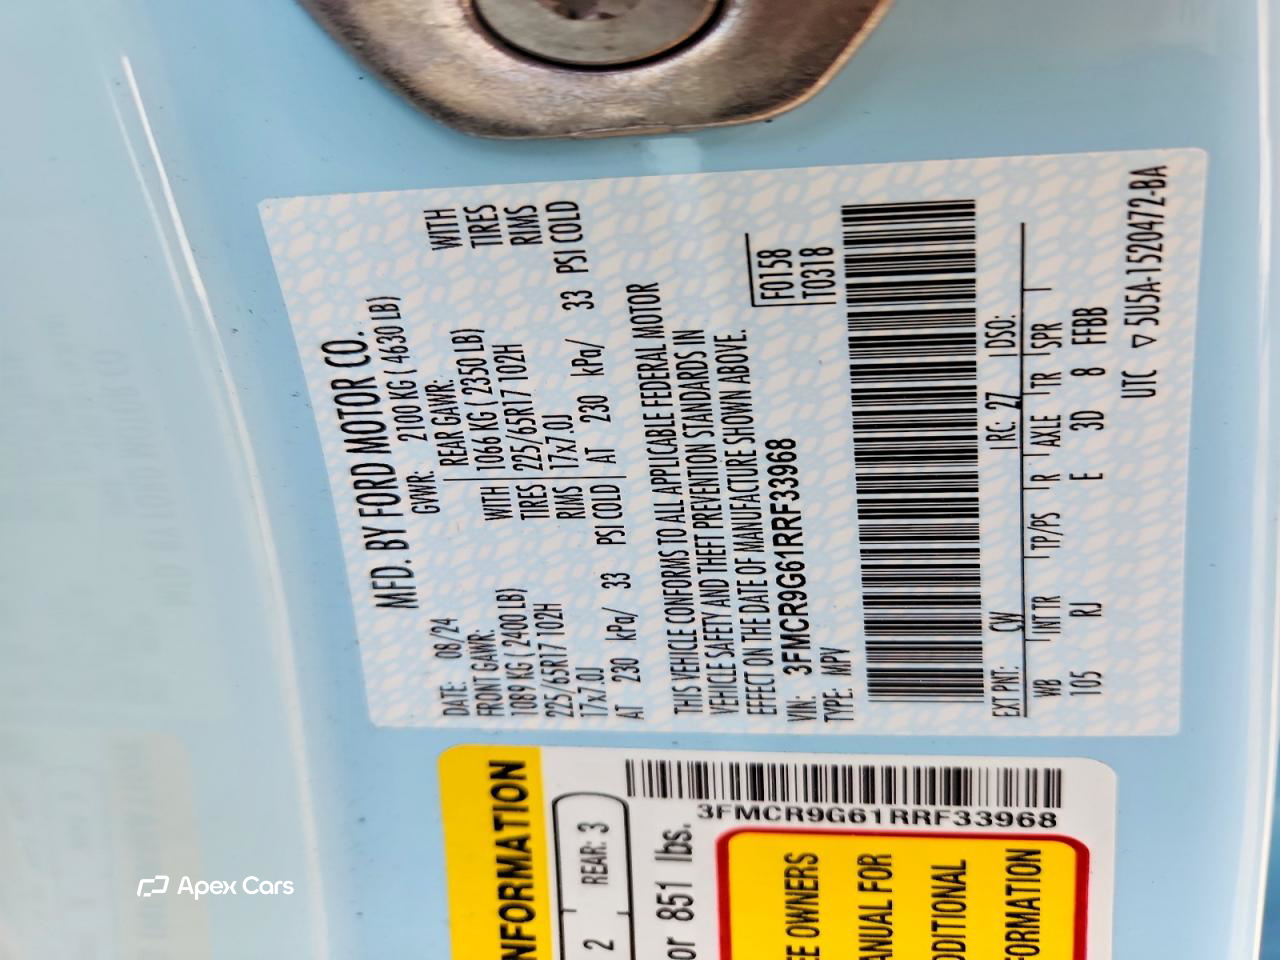 MFD. BY FORD MOTOR CO.
DATE: 08/24 GWR: 2100 KG ( 4630 LB)
FRONT GAWR: REAR GAWR:
1089 KG ( 2400 LB) WITH 1066 KG ( 2350 LB) WITH
225/65R17 102H TIRES 225/65R17 102H TIRES
17x7.0J RIMS 17x7.0J RIMS
AT 230 kPa/ 33 PSI COLD AT 230 kPa/ 33 PSI COLD
THIS VEHICLE CONFORMS TO ALL APPLICABLE FEDERAL MOTOR
VEHICLE SAFETY AND THEFT PREVENTION STANDARDS IN
EFFECT ON THE DATE OF MANUFACTURE SHOWN ABOVE.
VIN: 3FMCR9G61RRF33968 F0158
TYPE: MPV T0318
EXT PNT: CW RC: 27 DSO:
WB INT TR TP/PS R AXLE TR SPR
105 RJ E 3D 8 FFBB
UTC ▽ 5U5A-1520472-BA
NFORMATION
2 REAR: 3
or 851 lbs.
3FMCR9G61RRF33968
EE OWNERS
ANUAL FOR
DDITIONAL
FORMATION
Apex Cars